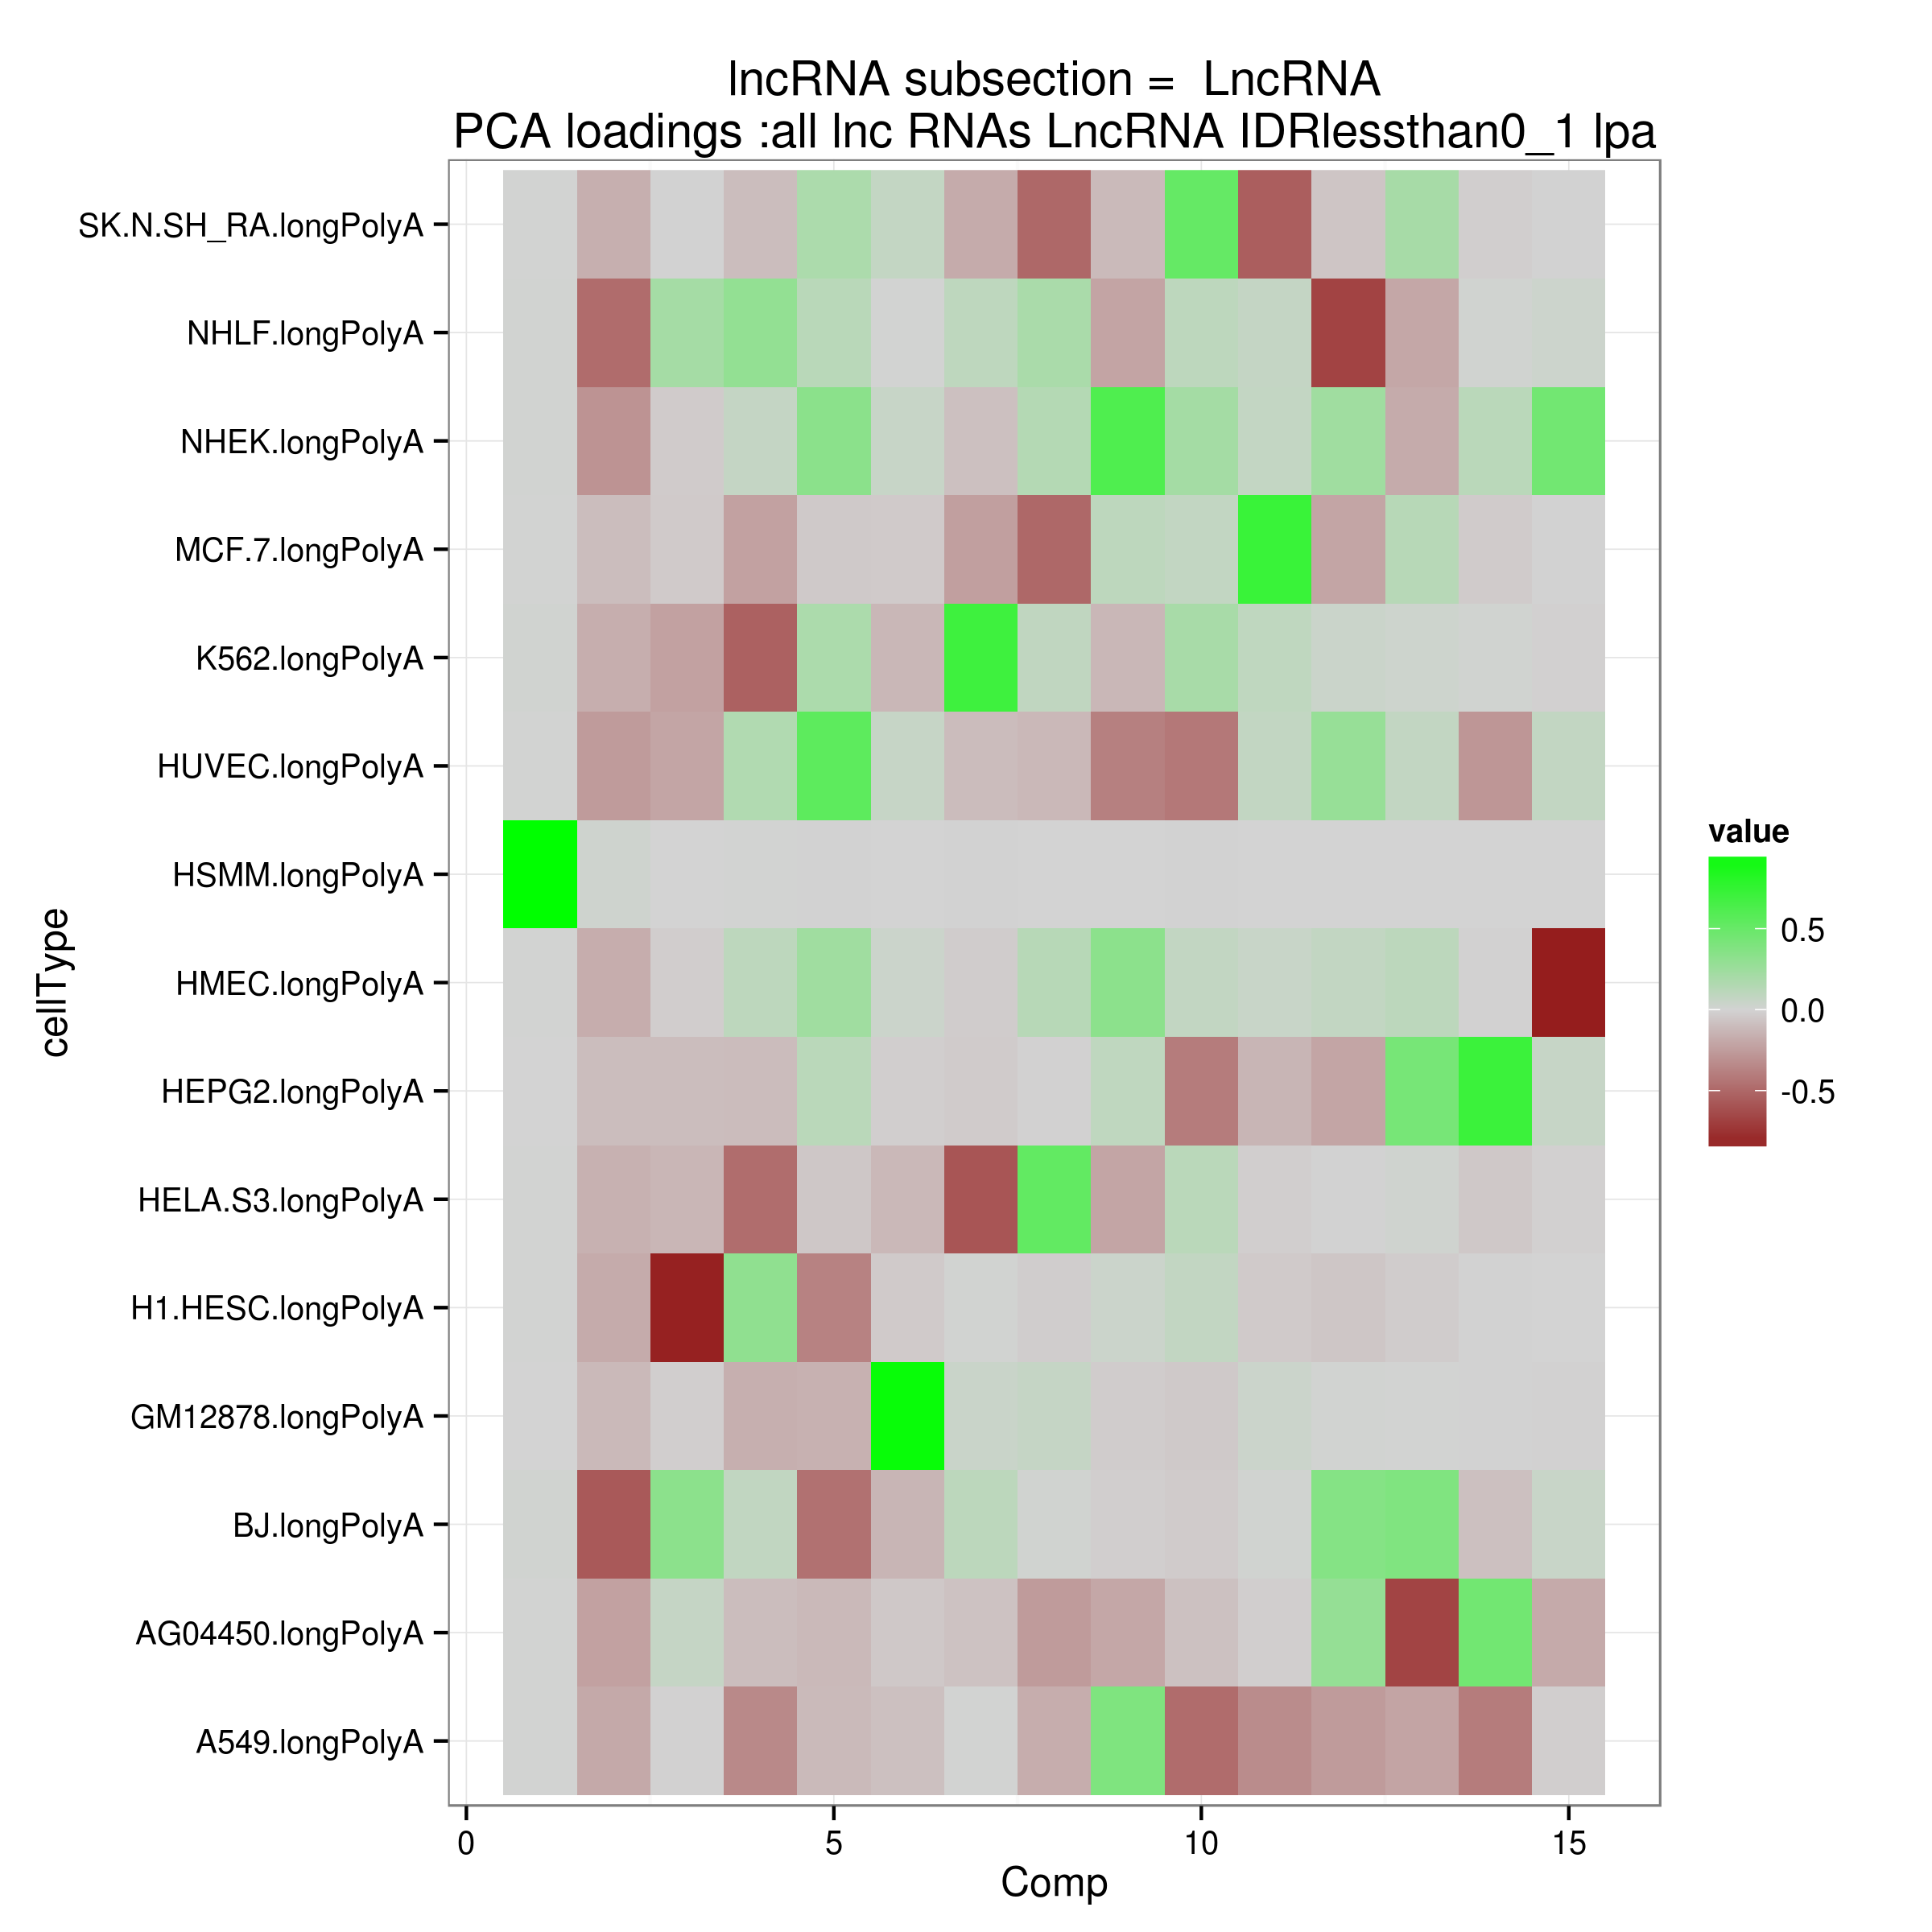 lncRNA subsection =  LncRNA
PCA loadings :all lnc RNAs LncRNA IDRlessthan0_1 lpa
SK.N.SH_RA.longPolyA
NHLF.longPolyA
NHEK.longPolyA
MCF.7.longPolyA
K562.longPolyA
HUVEC.longPolyA
HSMM.longPolyA
HMEC.longPolyA
HEPG2.longPolyA
HELA.S3.longPolyA
H1.HESC.longPolyA
GM12878.longPolyA
BJ.longPolyA
AG04450.longPolyA
A549.longPolyA
cellType
0 5 10 15
Comp
value
0.5
0.0
-0.5